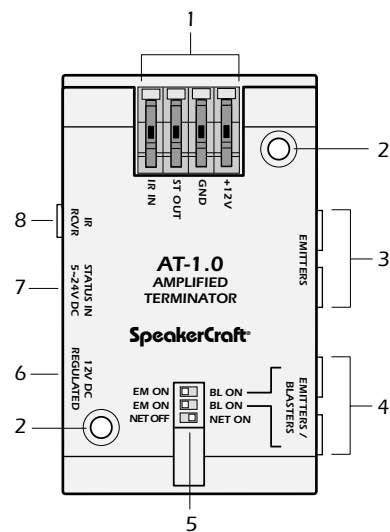 1
2
IR IN
ST OUT
GND
+12V
8
IR
RCVR
EMITTERS
3
AT-1.0
AMPLIFIED
TERMINATOR
7
STATUS IN
5~24V DC
SpeakerCraft®
6
12V DC
REGULATED
EM ON
BL ON
EM ON
BL ON
NET OFF
NET ON
EMITTERS /
BLASTERS
4
2
5